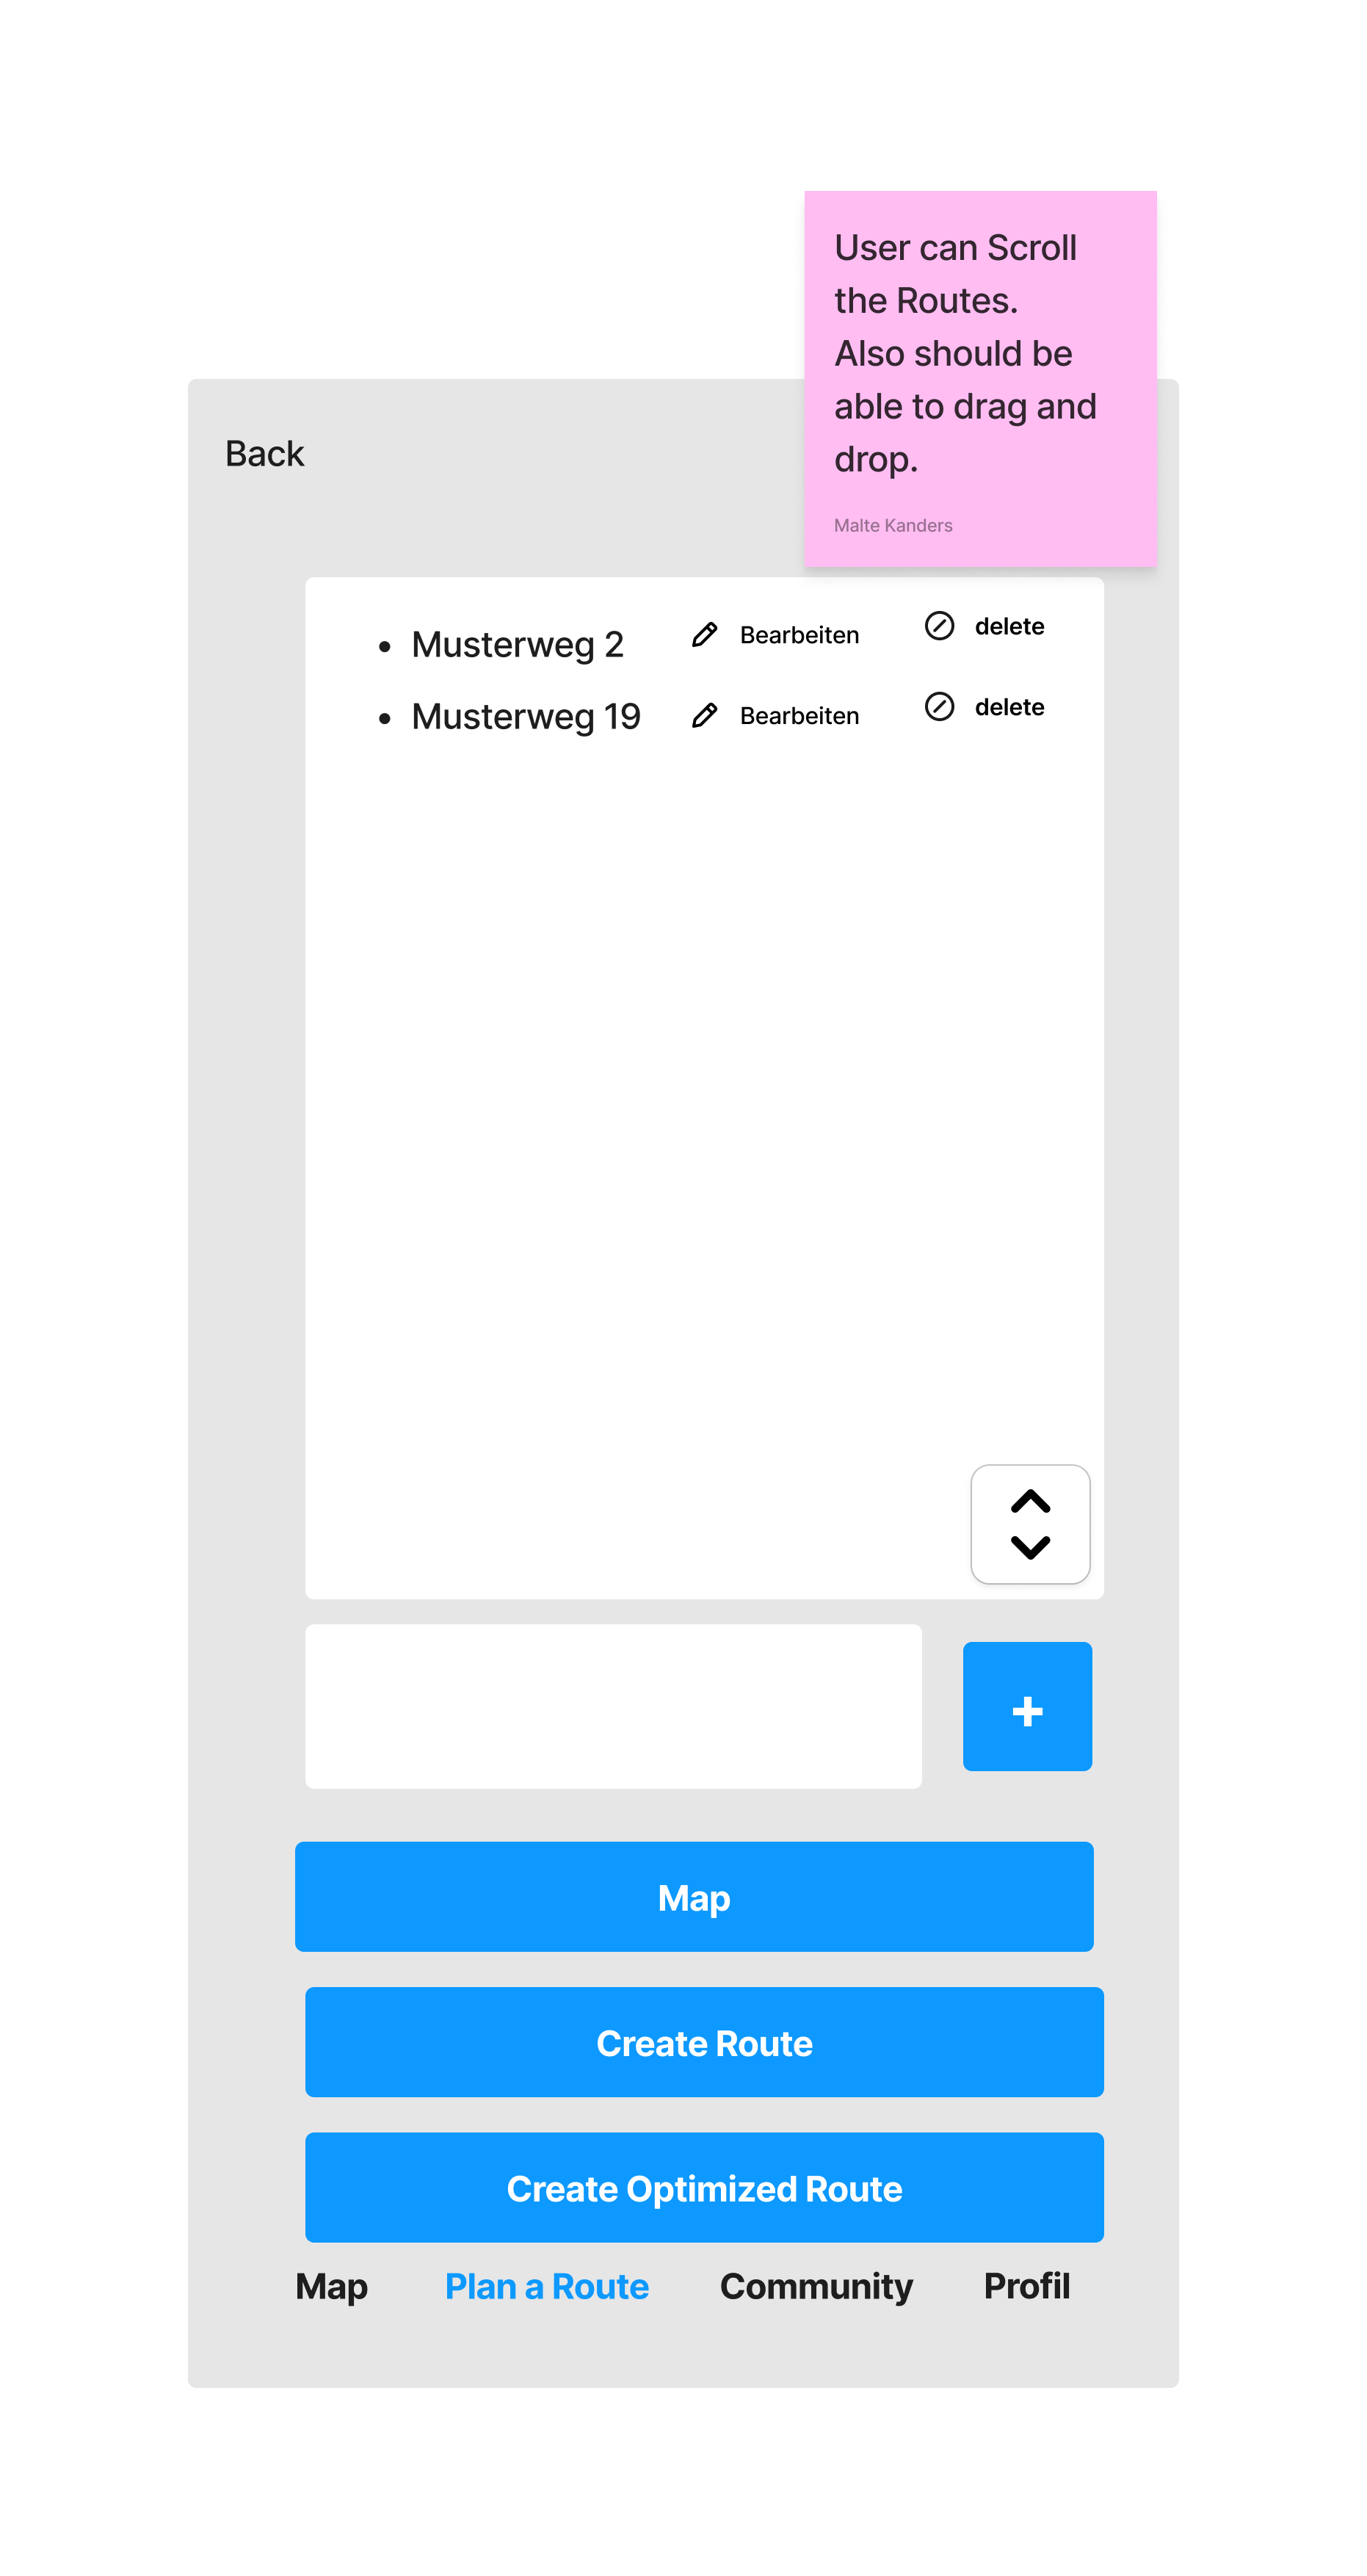 User can Scroll
the Routes.
Also should be
able to drag and
drop.
Malte Kanders
Back
Musterweg 2 Bearbeiten delete
Musterweg 19 Bearbeiten delete
+
Map
Create Route
Create Optimized Route
Map Plan a Route Community Profil